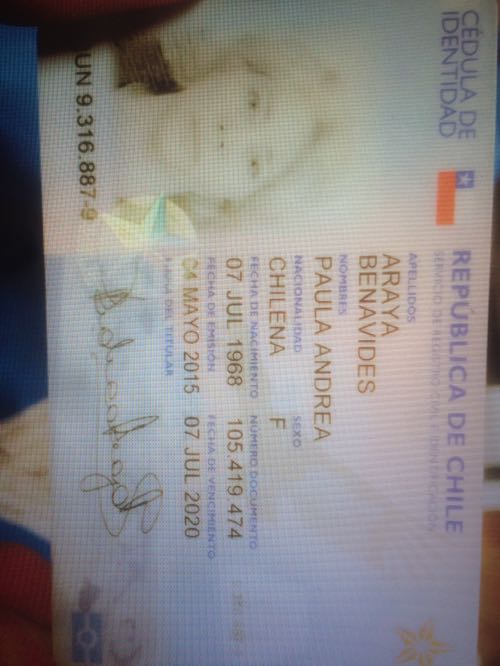 CÉDULA DE
IDENTIDAD
REPÚBLICA DE CHILE
SERVICIO DE REGISTRO CIVIL E IDENTIFICACIÓN
APELLIDOS
ARAYA
BENAVIDES
NOMBRES
PAULA ANDREA
NACIONALIDAD SEXO
CHILENA F
FECHA DE NACIMIENTO NÚMERO DOCUMENTO
07 JUL 1968 105.419.474
FECHA DE EMISIÓN FECHA DE VENCIMIENTO
04 MAYO 2015 07 JUL 2020
FIRMA DEL TITULAR
RUN 9.316.887-9